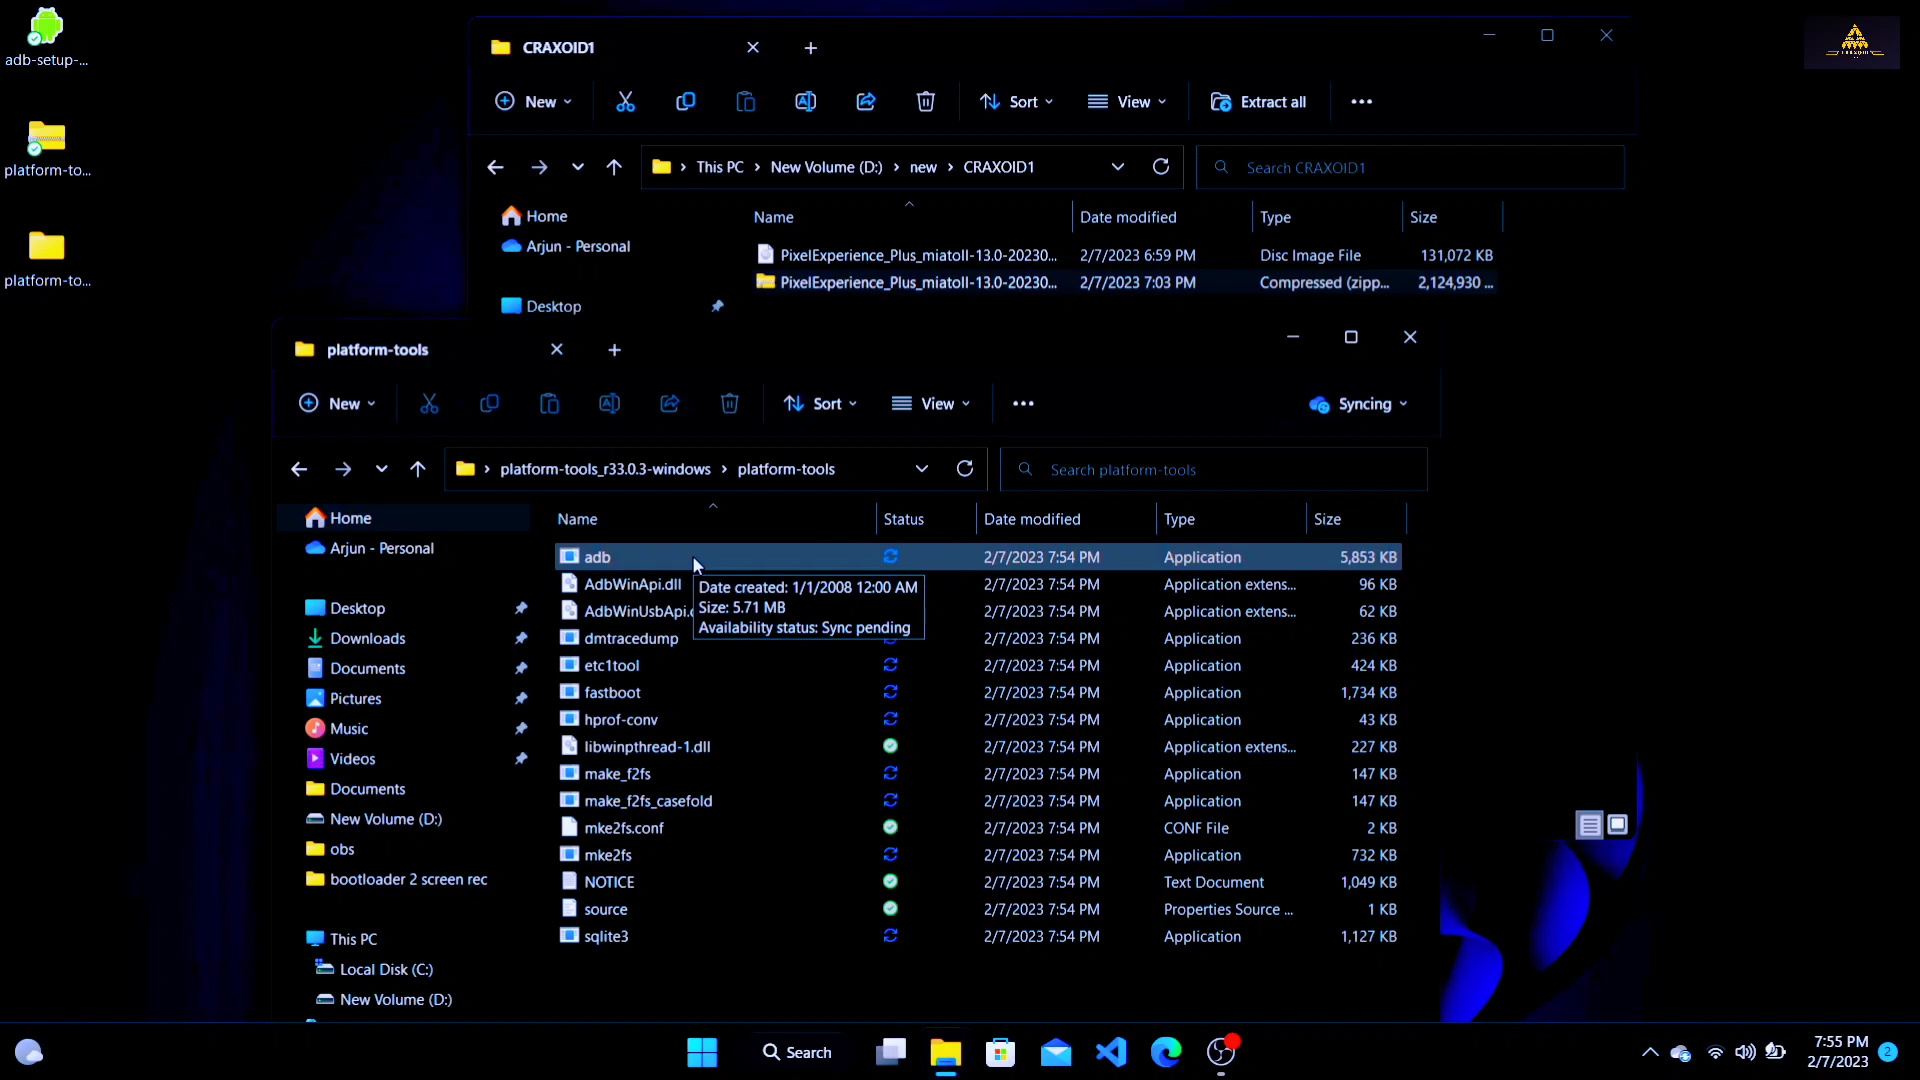 adb-setup-...
platform-to...
platform-to...
CRAXOID1
New
Sort
View
Extract all
This PC > New Volume (D:) > new > CRAXOID1
Search CRAXOID1
Home
Arjun - Personal
Desktop
Name Date modified Type Size
PixelExperience_Plus_miatoll-13.0-20230... 2/7/2023 6:59 PM Disc Image File 131,072 KB
PixelExperience_Plus_miatoll-13.0-20230... 2/7/2023 7:03 PM Compressed (zipp... 2,124,930 ...
platform-tools
New
Sort
View
Syncing
platform-tools_r33.0.3-windows > platform-tools
Search platform-tools
Home
Arjun - Personal
Desktop
Downloads
Documents
Pictures
Music
Videos
Documents
New Volume (D:)
obs
bootloader 2 screen rec
This PC
Local Disk (C:)
New Volume (D:)
Name Status Date modified Type Size
adb 2/7/2023 7:54 PM Application 5,853 KB
AdbWinApi.dll 2/7/2023 7:54 PM Application extens... 96 KB
AdbWinUsbApi. 2/7/2023 7:54 PM Application extens... 62 KB
dmtracedump 2/7/2023 7:54 PM Application 236 KB
etc1tool 2/7/2023 7:54 PM Application 424 KB
fastboot 2/7/2023 7:54 PM Application 1,734 KB
hprof-conv 2/7/2023 7:54 PM Application 43 KB
libwinpthread-1.dll 2/7/2023 7:54 PM Application extens... 227 KB
make_f2fs 2/7/2023 7:54 PM Application 147 KB
make_f2fs_casefold 2/7/2023 7:54 PM Application 147 KB
mke2fs.conf 2/7/2023 7:54 PM CONF File 2 KB
mke2fs 2/7/2023 7:54 PM Application 732 KB
NOTICE 2/7/2023 7:54 PM Text Document 1,049 KB
source 2/7/2023 7:54 PM Properties Source ... 1 KB
sqlite3 2/7/2023 7:54 PM Application 1,127 KB
Date created: 1/1/2008 12:00 AM
Size: 5.71 MB
Availability status: Sync pending
Search
7:55 PM
2/7/2023
2